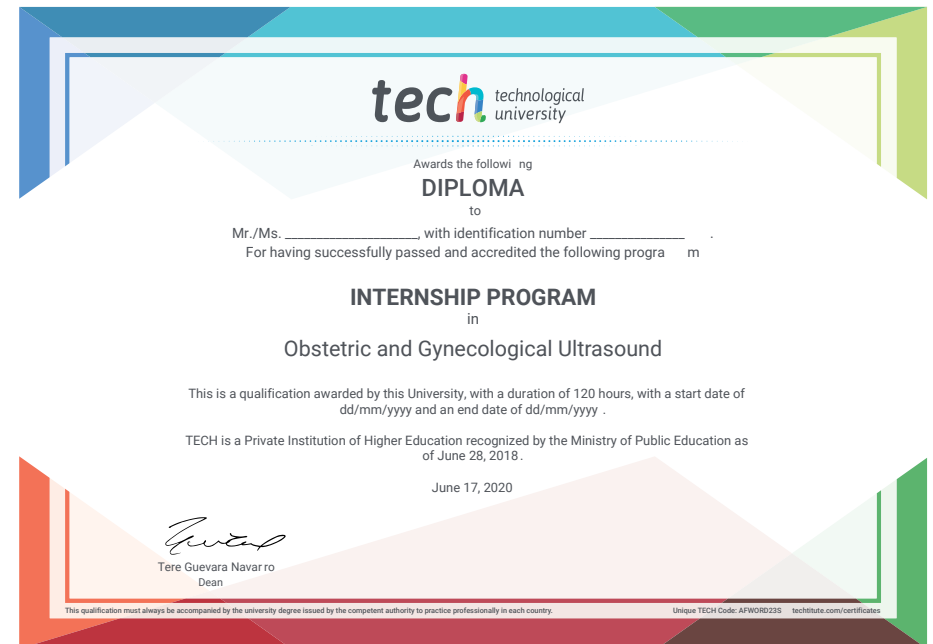 tech technological
university
Awards the followi ng
DIPLOMA
to
Mr./Ms. ____________________, with identification number ______________ .
For having successfully passed and accredited the following progra m
INTERNSHIP PROGRAM
in
Obstetric and Gynecological Ultrasound
This is a qualification awarded by this University, with a duration of 120 hours, with a start date of
dd/mm/yyyy and an end date of dd/mm/yyyy .
TECH is a Private Institution of Higher Education recognized by the Ministry of Public Education as
of June 28, 2018.
June 17, 2020
Tere Guevara Navar ro
Dean
This qualification must always be accompanied by the university degree issued by the competent authority to practice professionally in each country. Unique TECH Code: AFWORD23S techtitute.com/certificates